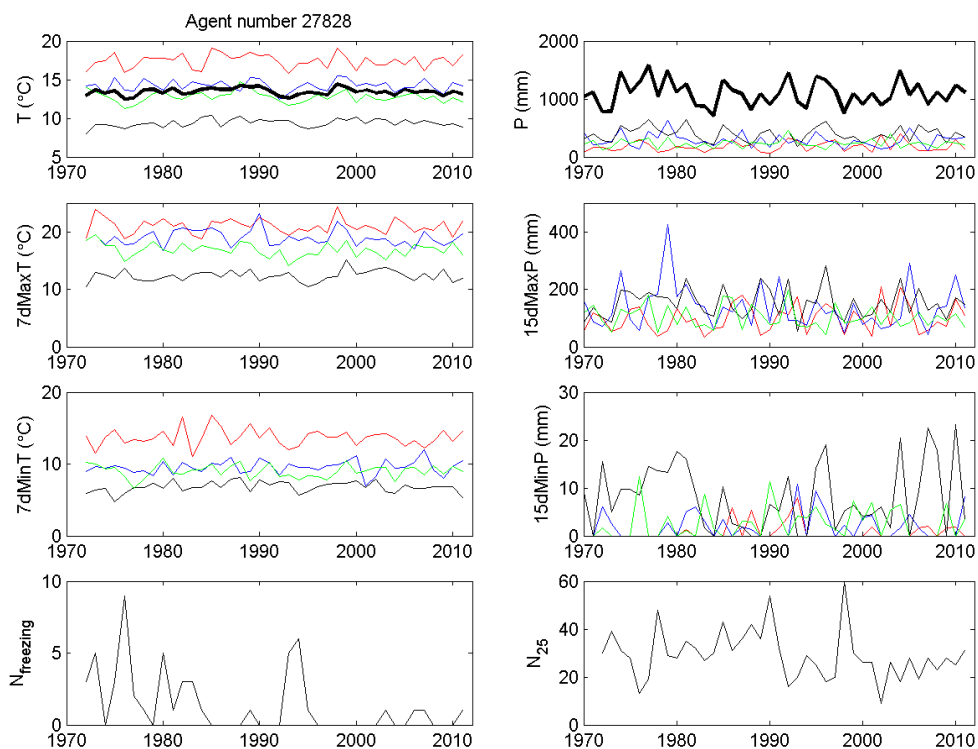 Agent number 27828
20
15
10
5
T (°C)
1970 1980 1990 2000 2010
2000
1000
0
P (mm)
1970 1980 1990 2000 2010
20
10
0
7dMaxT (°C)
1970 1980 1990 2000 2010
400
200
0
15dMaxP (mm)
1970 1980 1990 2000 2010
20
10
0
7dMinT (°C)
1970 1980 1990 2000 2010
30
20
10
0
15dMinP (mm)
1970 1980 1990 2000 2010
10
5
0
Nfreezing
1970 1980 1990 2000 2010
60
40
20
0
N25
1970 1980 1990 2000 2010